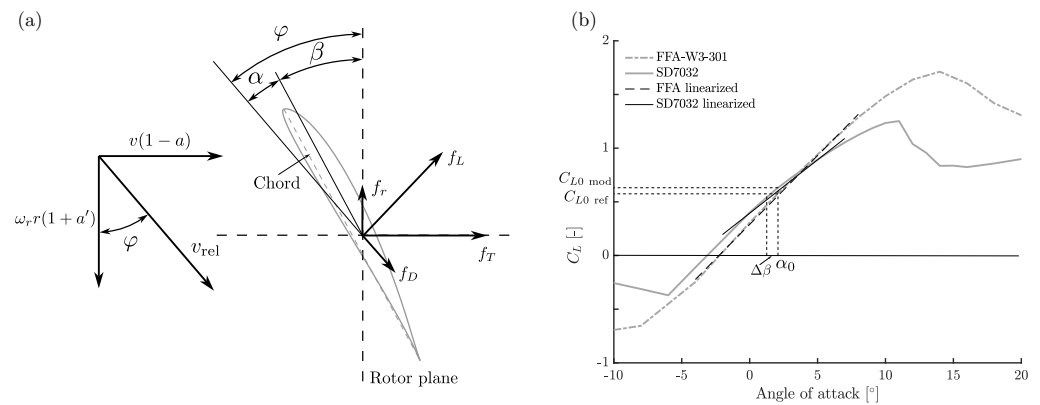 (a)
φ
β
α
v(1 − a)
Chord
f_L
f_r
ω_r r(1 + a′)
φ
v_rel
f_T
f_D
Rotor plane
(b)
2
1
0
-1
C_L [-]
FFA-W3-301
SD7032
FFA linearized
SD7032 linearized
C_L0 mod
C_L0 ref
Δβ
α_0
-10 -5 0 5 10 15 20
Angle of attack [°]